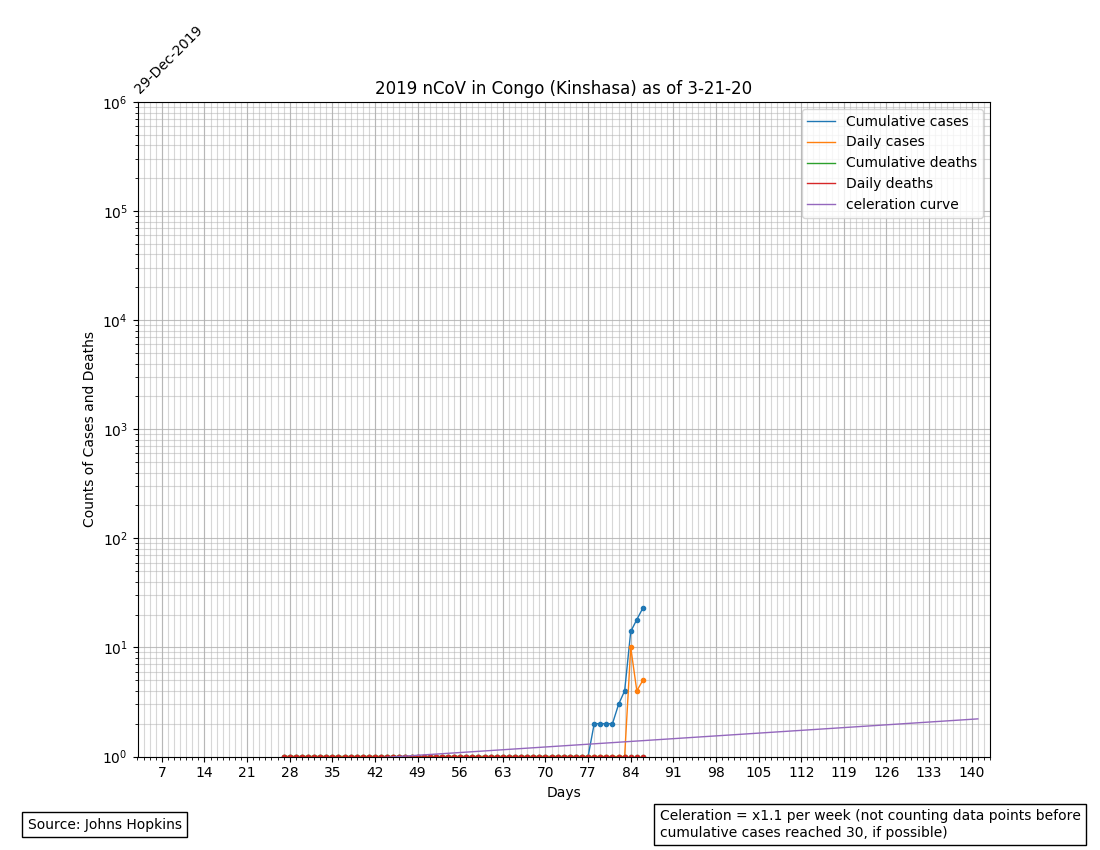 29-Dec-2019
2019 nCoV in Congo (Kinshasa) as of 3-21-20
Cumulative cases
Daily cases
Cumulative deaths
Daily deaths
celeration curve
10^6
10^5
10^4
10^3
10^2
10^1
10^0
Counts of Cases and Deaths
7 14 21 28 35 42 49 56 63 70 77 84 91 98 105 112 119 126 133 140
Days
Source: Johns Hopkins
Celeration = x1.1 per week (not counting data points before
cumulative cases reached 30, if possible)